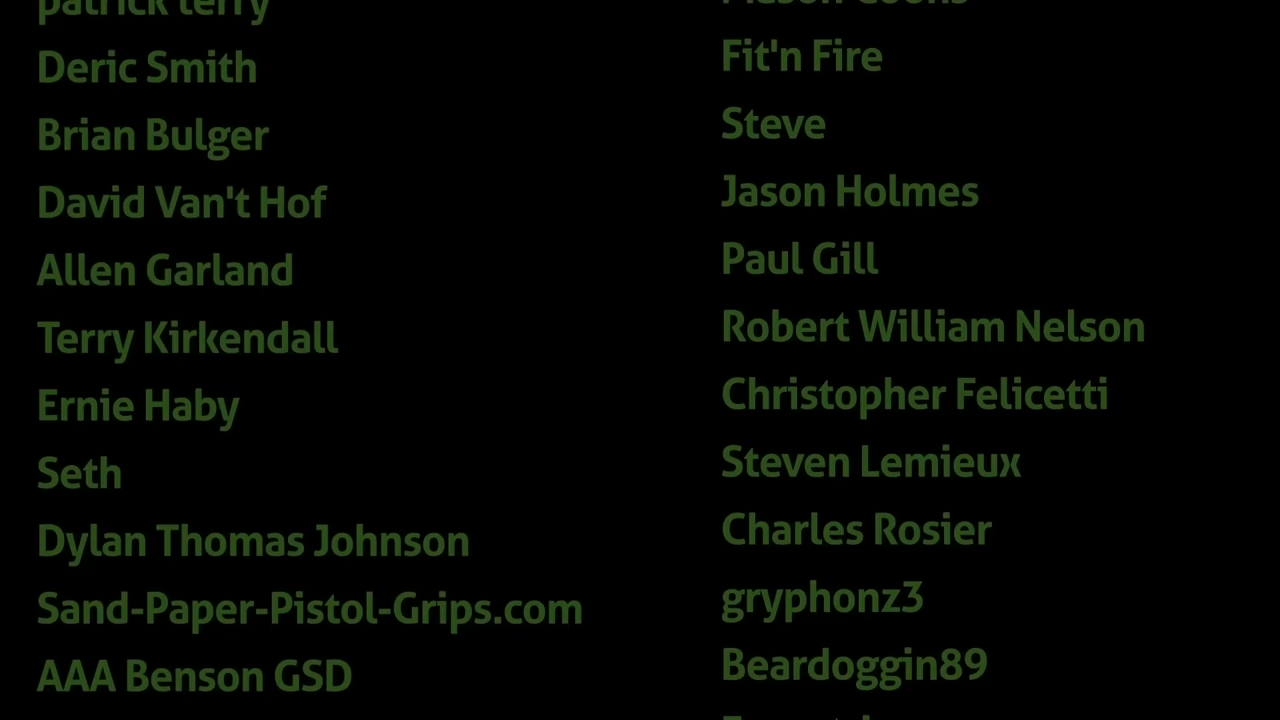 patrick terry
Deric Smith
Brian Bulger
David Van't Hof
Allen Garland
Terry Kirkendall
Ernie Haby
Seth
Dylan Thomas Johnson
Sand-Paper-Pistol-Grips.com
AAA Benson GSD
Fit'n Fire
Steve
Jason Holmes
Paul Gill
Robert William Nelson
Christopher Felicetti
Steven Lemieux
Charles Rosier
gryphonz3
Beardoggin89